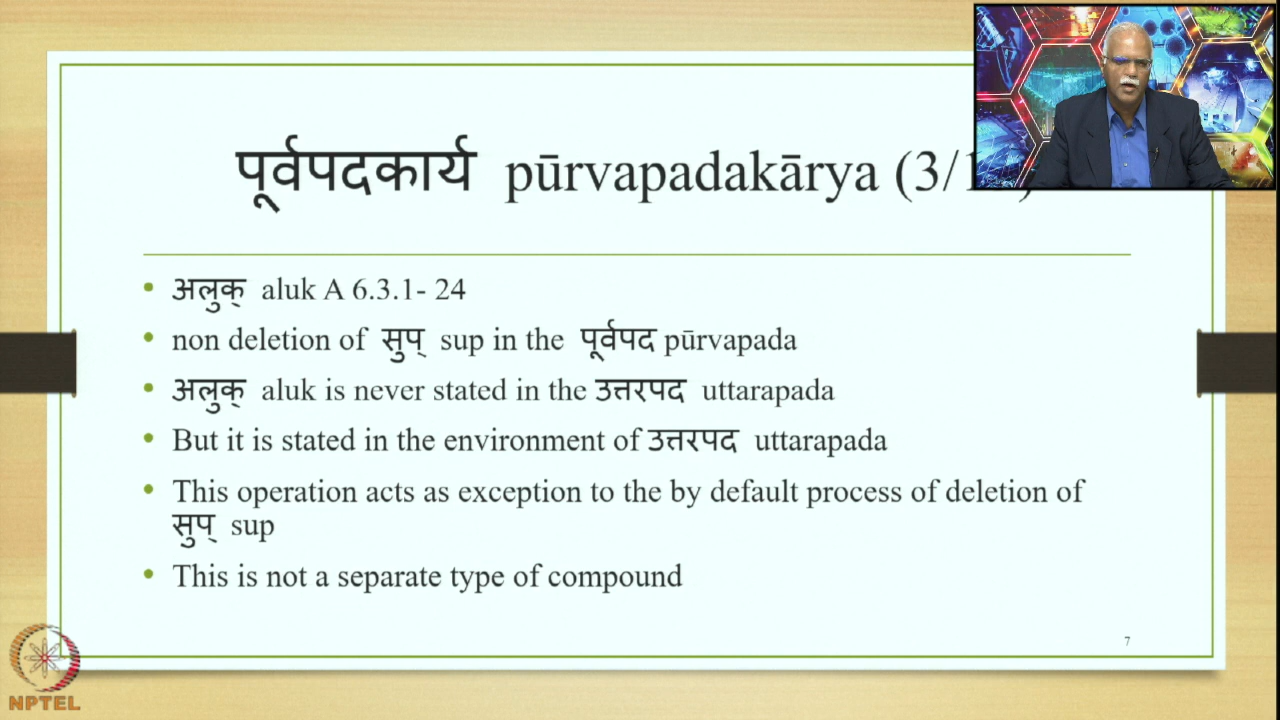 पूर्वपदकार्य pūrvapadakārya (3/1
• अलुक् aluk A 6.3.1- 24
• non deletion of सुप् sup in the पूर्वपद pūrvapada
• अलुक् aluk is never stated in the उत्तरपद uttarapada
• But it is stated in the environment of उत्तरपद uttarapada
• This operation acts as exception to the by default process of deletion of
सुप् sup
• This is not a separate type of compound
7
NPTEL